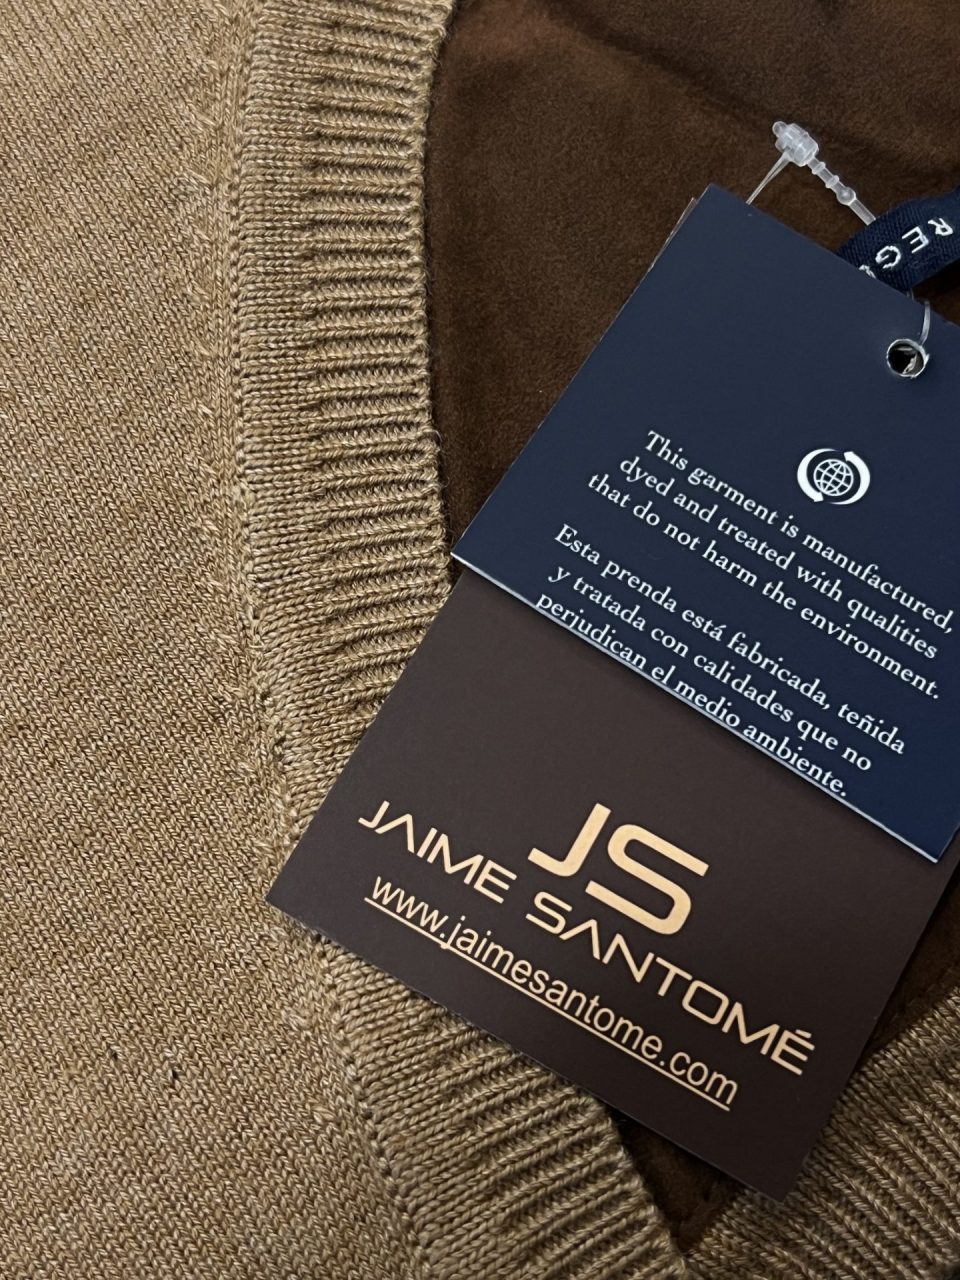 REG
This garment is manufactured,
dyed and treated with qualities
that do not harm the environment.
Esta prenda está fabricada, teñida
y tratada con calidades que no
perjudican el medio ambiente.
JS
JAIME SANTOMÉ
www.jaimesantome.com